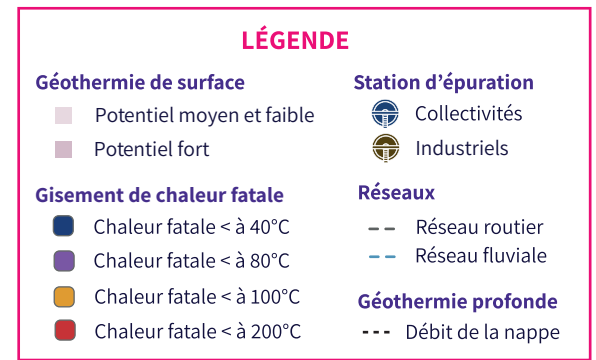 LÉGENDE
Géothermie de surface
Potentiel moyen et faible
Potentiel fort
Gisement de chaleur fatale
Chaleur fatale < à 40°C
Chaleur fatale < à 80°C
Chaleur fatale < à 100°C
Chaleur fatale < à 200°C
Station d’épuration
Collectivités
Industriels
Réseaux
Réseau routier
Réseau fluviale
Géothermie profonde
Débit de la nappe